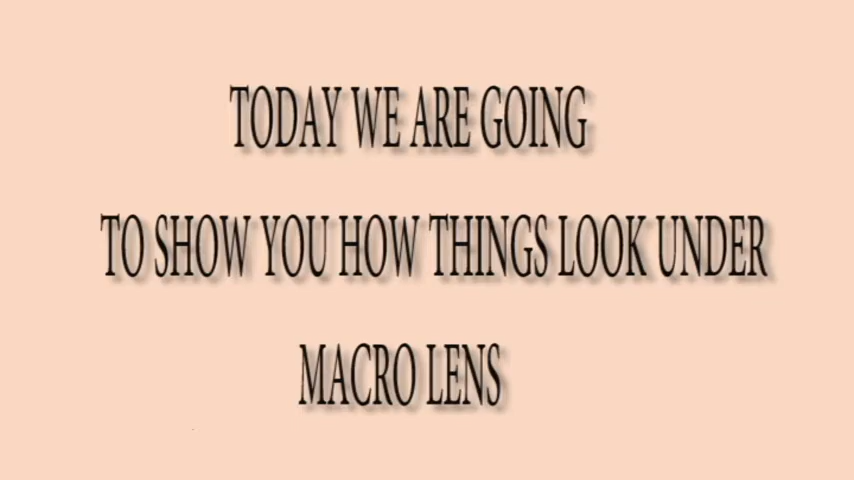 TODAY WE ARE GOING
TO SHOW YOU HOW THINGS LOOK UNDER
MACRO LENS